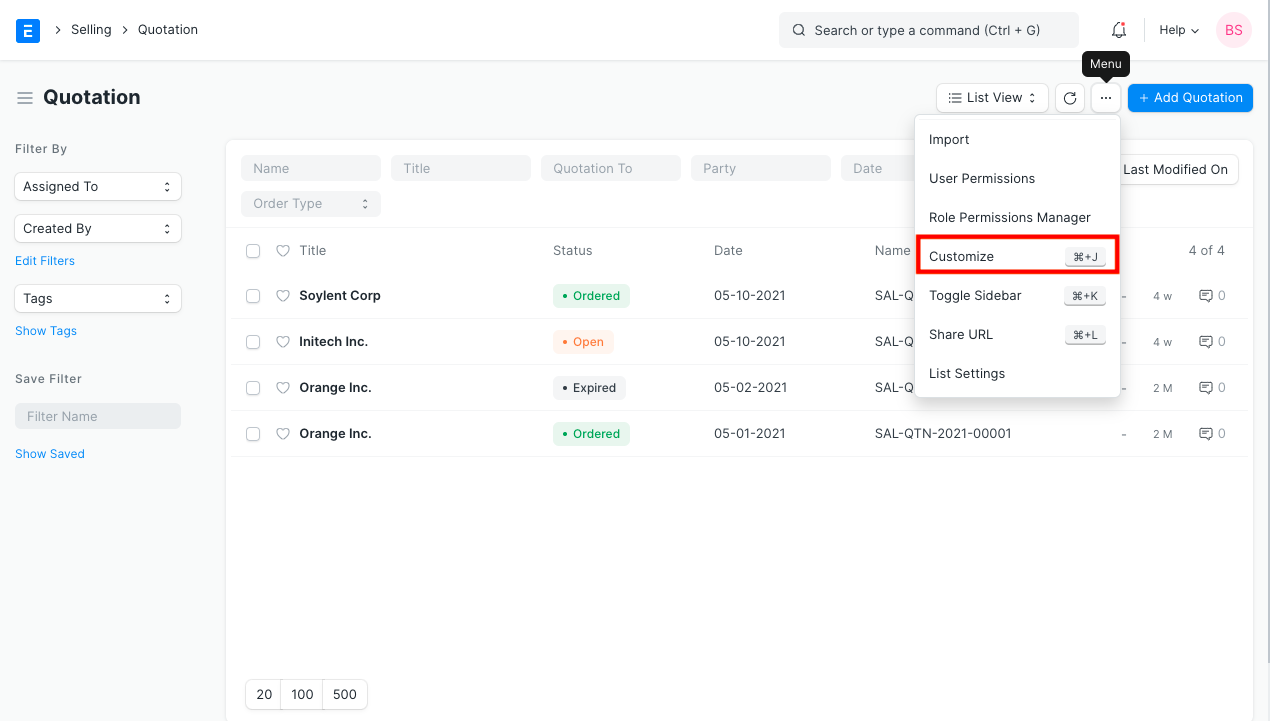 E Selling Quotation Search or type a command (Ctrl + G) Help BS
Menu
Quotation List View ... + Add Quotation
Filter By
Assigned To
Created By
Edit Filters
Tags
Show Tags
Save Filter
Filter Name
Show Saved
Name Title Quotation To Party Date Last Modified On
Order Type
Title Status Date Name 4 of 4
Soylent Corp • Ordered 05-10-2021 SAL-Q - 4 w 0
Initech Inc. • Open 05-10-2021 SAL-Q - 4 w 0
Orange Inc. • Expired 05-02-2021 SAL-Q - 2 M 0
Orange Inc. • Ordered 05-01-2021 SAL-QTN-2021-00001 - 2 M 0
Import
User Permissions
Role Permissions Manager
Customize ⌘+J
Toggle Sidebar ⌘+K
Share URL ⌘+L
List Settings
20 100 500